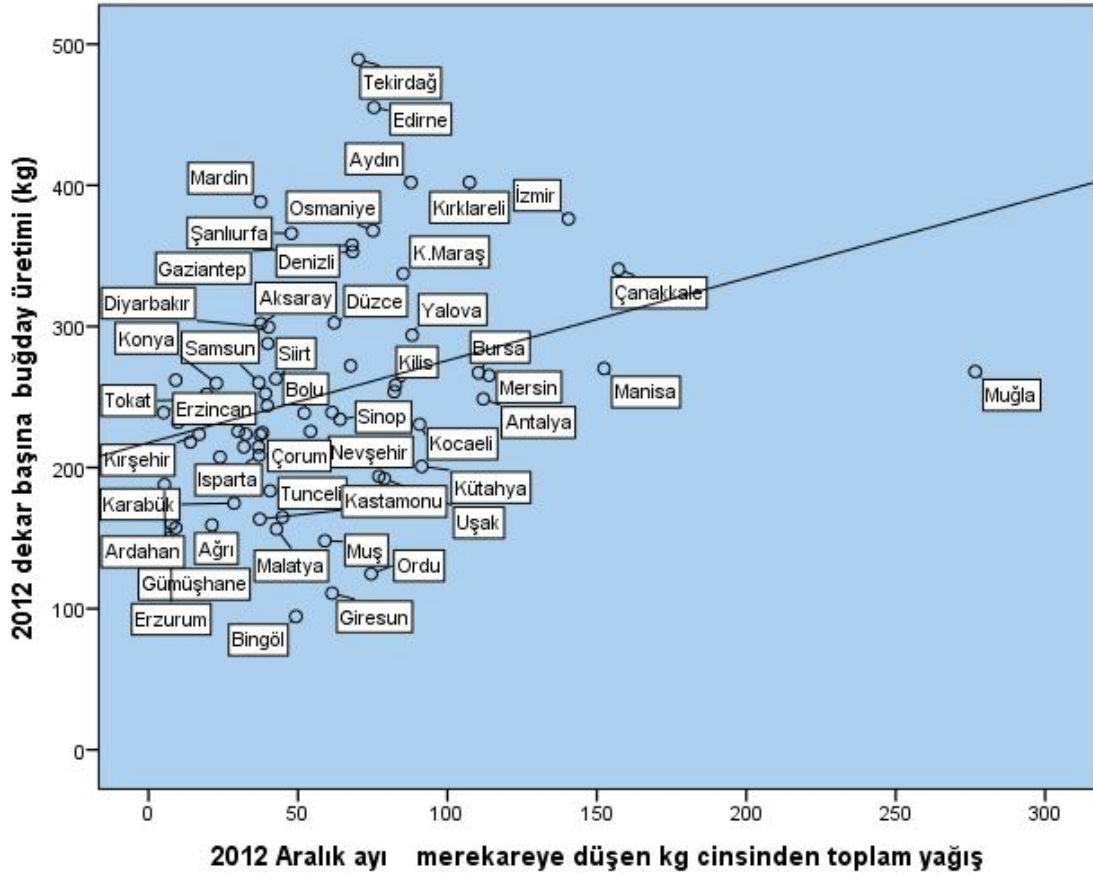 2012 dekar başına buğday üretimi (kg)
500
400
300
200
100
0
Tekirdağ
Edirne
Aydın
Mardin
İzmir
Osmaniye
Kırklareli
Şanlıurfa
K.Maraş
Gaziantep
Denizli
Çanakkale
Diyarbakır
Aksaray
Düzce
Yalova
Konya
Samsun
Siirt
Bursa
Kilis
Bolu
Mersin
Manisa
Muğla
Tokat
Erzincan
Sinop
Antalya
Kocaeli
Kırşehir
Çorum
Nevşehir
Isparta
Tunceli
Kütahya
Karabük
Kastamonu
Uşak
Ardahan
Ağrı
Malatya
Muş
Ordu
Gümüşhane
Erzurum
Giresun
Bingöl
0 50 100 150 200 250 300
2012 Aralık ayı merekareye düşen kg cinsinden toplam yağış